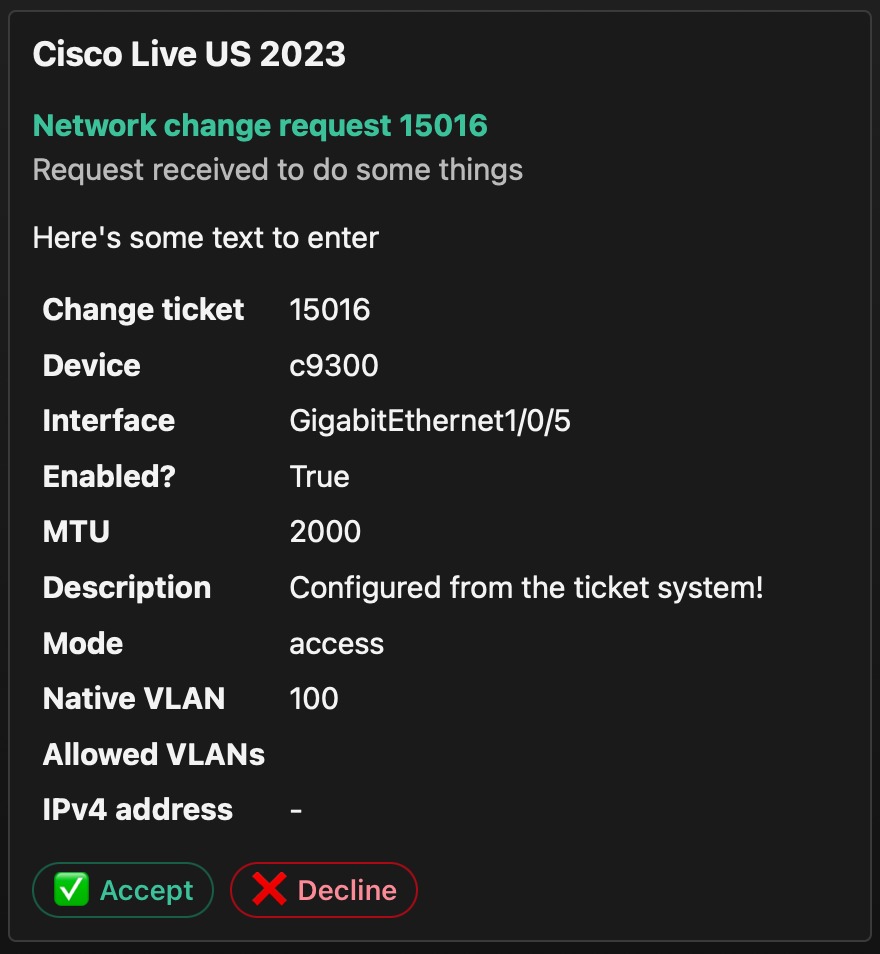 Cisco Live US 2023
Network change request 15016
Request received to do some things
Here's some text to enter
Change ticket 15016
Device c9300
Interface GigabitEthernet1/0/5
Enabled? True
MTU 2000
Description Configured from the ticket system!
Mode access
Native VLAN 100
Allowed VLANs
IPv4 address -
✅ Accept ❌ Decline